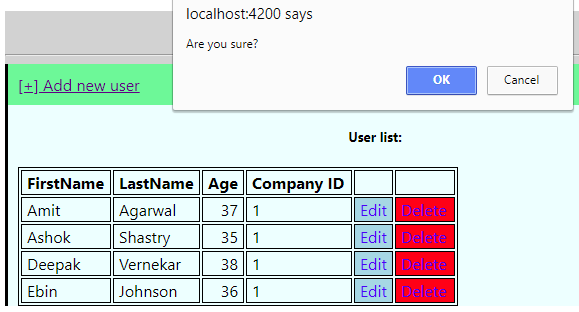 localhost:4200 says
Are you sure?
OK Cancel
[+] Add new user
User list:
FirstName LastName Age Company ID
Amit Agarwal 37 1 Edit Delete
Ashok Shastry 35 1 Edit Delete
Deepak Vernekar 38 1 Edit Delete
Ebin Johnson 36 1 Edit Delete